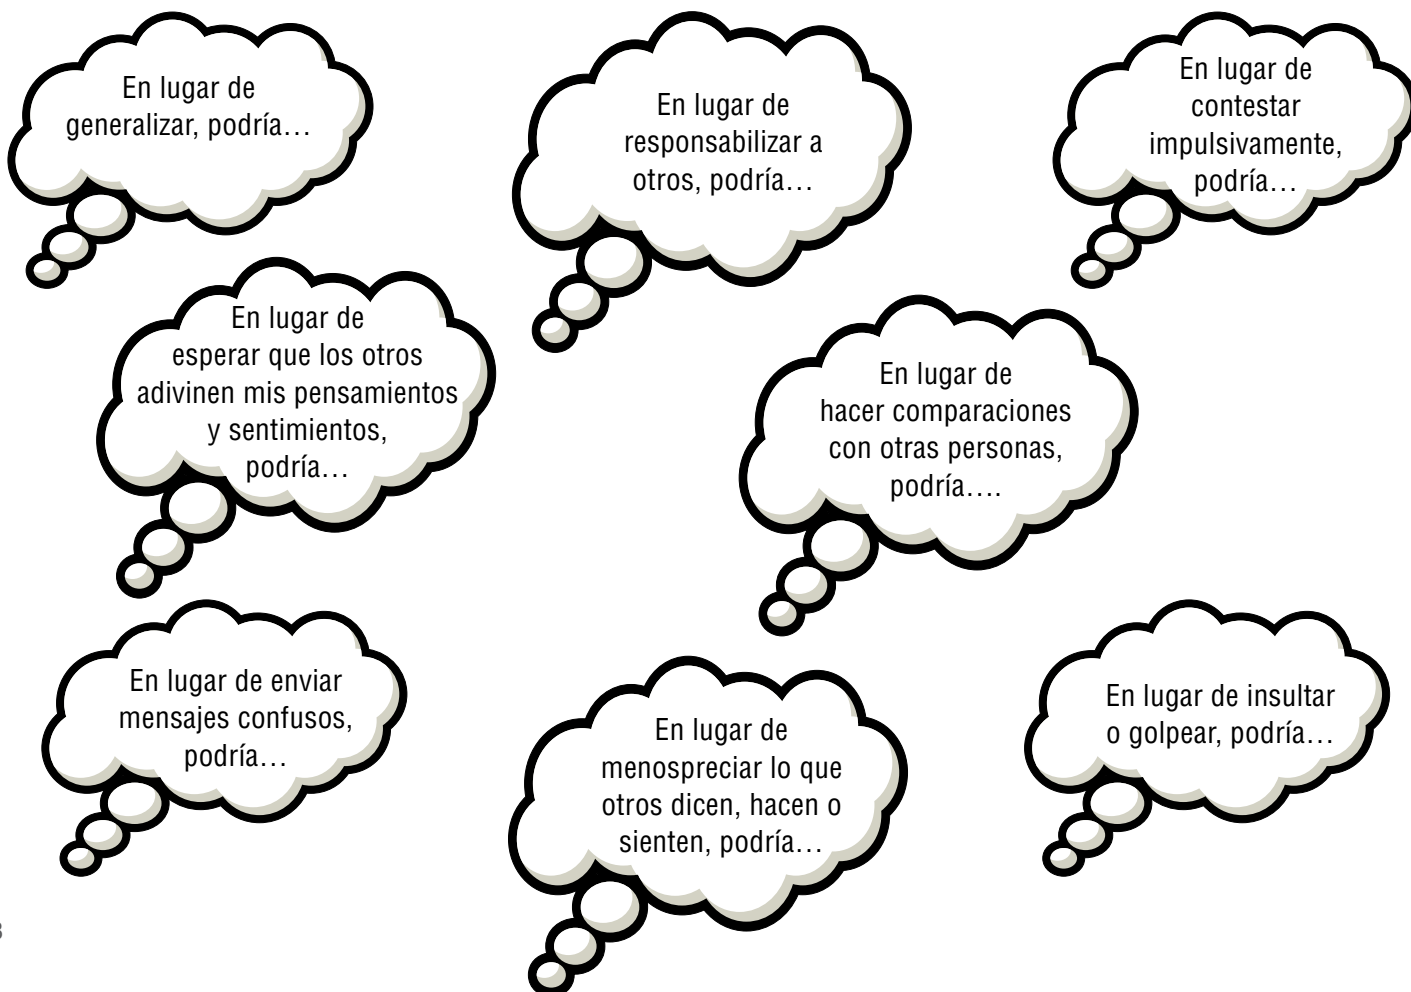 En lugar de
generalizar, podría…
En lugar de
responsabilizar a
otros, podría…
En lugar de
contestar
impulsivamente,
podría…
En lugar de
esperar que los otros
adivinen mis pensamientos
y sentimientos,
podría…
En lugar de
hacer comparaciones
con otras personas,
podría….
En lugar de enviar
mensajes confusos,
podría…
En lugar de
menospreciar lo que
otros dicen, hacen o
sienten, podría…
En lugar de insultar
o golpear, podría…